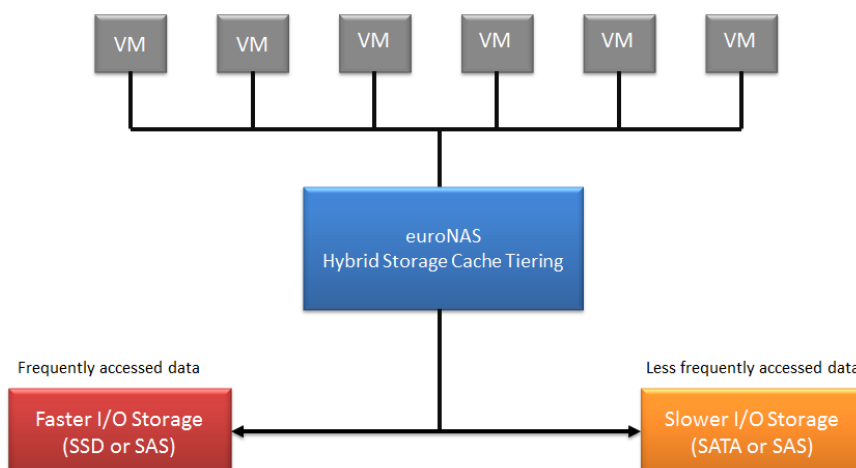 VM
VM
VM
VM
VM
VM
euroNAS
Hybrid Storage Cache Tiering
Frequently accessed data
Less frequently accessed data
Faster I/O Storage
(SSD or SAS)
Slower I/O Storage
(SATA or SAS)